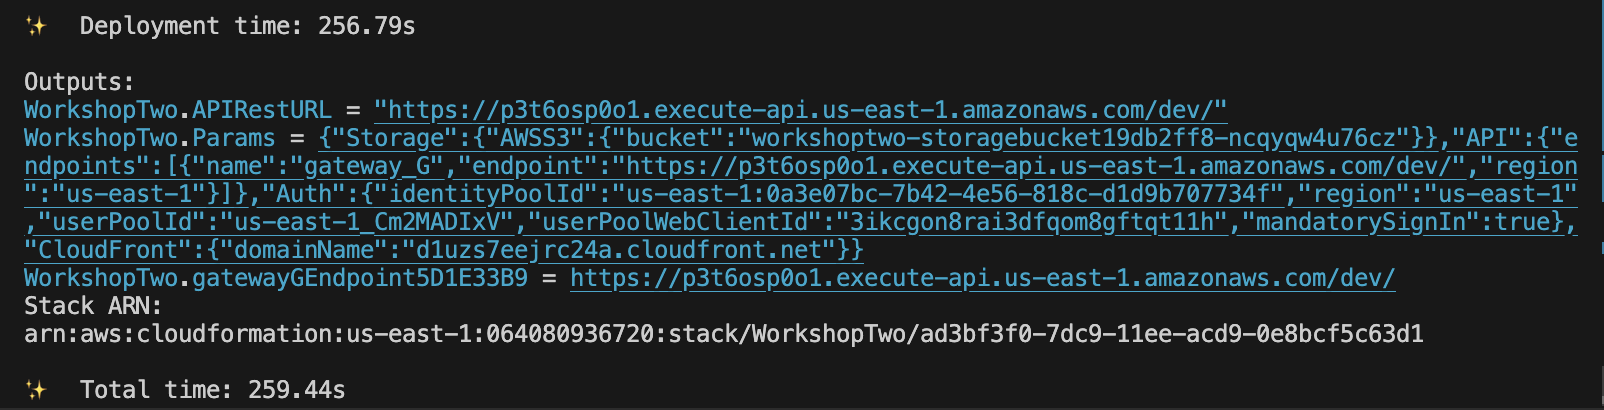 ✨  Deployment time: 256.79s
Outputs:
WorkshopTwo.APIRestURL = "https://p3t6osp0o1.execute-api.us-east-1.amazonaws.com/dev/"
WorkshopTwo.Params = {"Storage":{"AWSS3":{"bucket":"workshoptwo-storagebucket19db2ff8-ncqyqw4u76cz"}},"API":{"e
ndpoints":[{"name":"gateway_G","endpoint":"https://p3t6osp0o1.execute-api.us-east-1.amazonaws.com/dev/","region
":"us-east-1"}]},"Auth":{"identityPoolId":"us-east-1:0a3e07bc-7b42-4e56-818c-d1d9b707734f","region":"us-east-1"
,"userPoolId":"us-east-1_Cm2MADIxV","userPoolWebClientId":"3ikcgon8rai3dfqom8gftqt11h","mandatorySignIn":true},
"CloudFront":{"domainName":"d1uzs7eejrc24a.cloudfront.net"}}
WorkshopTwo.gatewayGEndpoint5D1E33B9 = https://p3t6osp0o1.execute-api.us-east-1.amazonaws.com/dev/
Stack ARN:
arn:aws:cloudformation:us-east-1:064080936720:stack/WorkshopTwo/ad3bf3f0-7dc9-11ee-acd9-0e8bcf5c63d1
✨  Total time: 259.44s